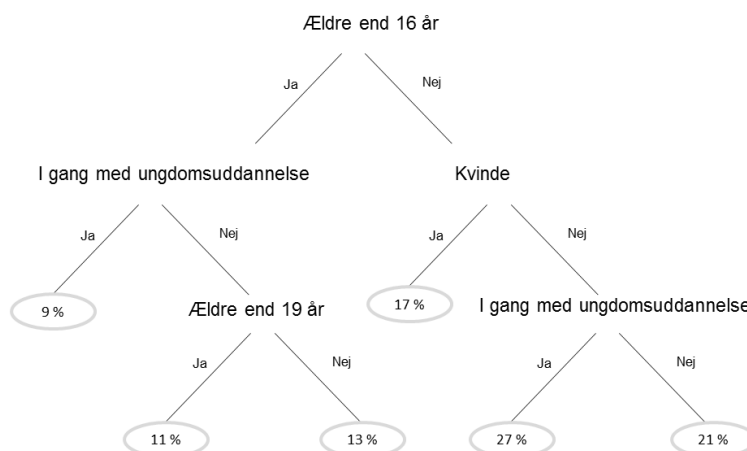 Ældre end 16 år
Ja
Nej
I gang med ungdomsuddannelse
Kvinde
Ja
Nej
Ja
Nej
9 %
Ældre end 19 år
17 %
I gang med ungdomsuddannelse
Ja
Nej
Ja
Nej
11 %
13 %
27 %
21 %